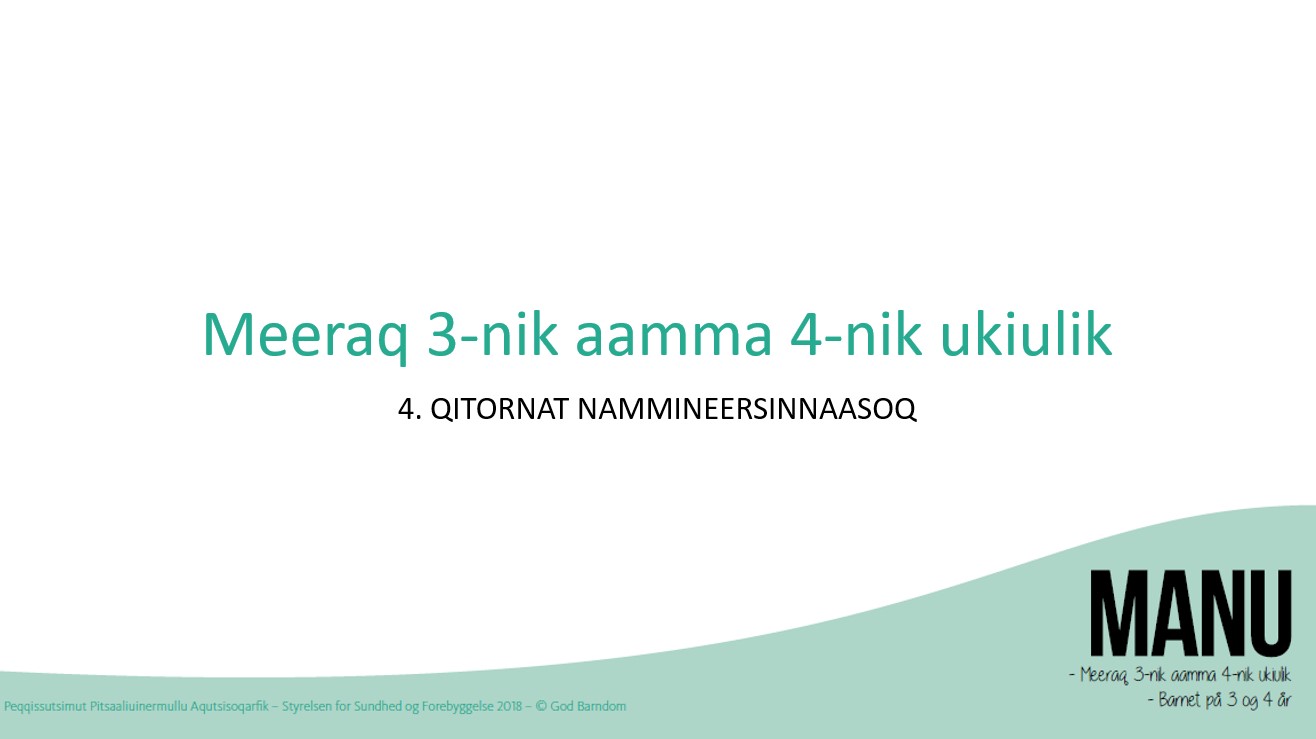 Meeraq 3-nik aamma 4-nik ukiulik
4. QITORNAT NAMMINEERSINNAASOQ
MANU
- Meeraq 3-nik aamma 4-nik ukiulik
- Barnet på 3 og 4 år
Peqqissutsimut Pitsaaliuinermullu Aqutsisoqarfik – Styrelsen for Sundhed og Forebyggelse 2018 – © God Barndom